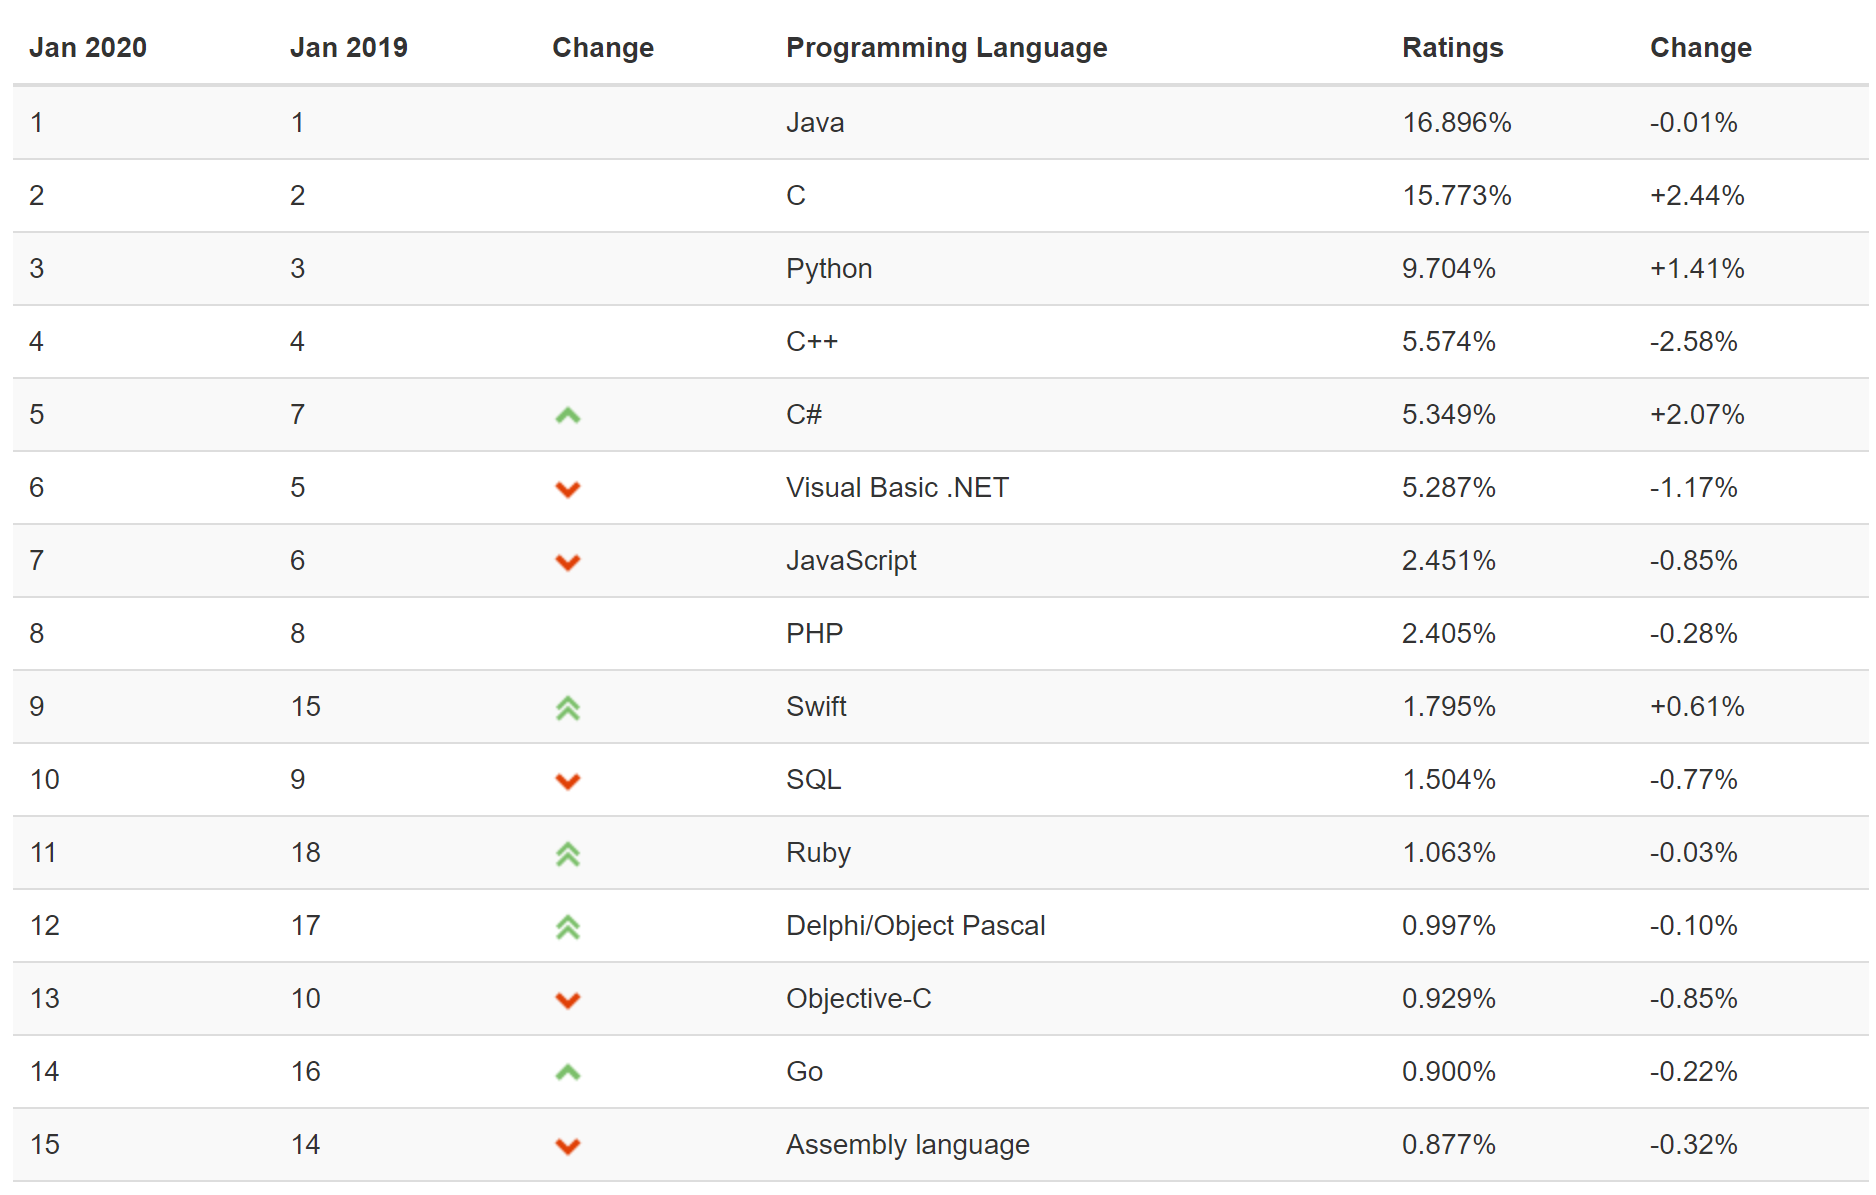 Jan 2020 Jan 2019 Change Programming Language Ratings Change
1 1 Java 16.896% -0.01%
2 2 C 15.773% +2.44%
3 3 Python 9.704% +1.41%
4 4 C++ 5.574% -2.58%
5 7 C# 5.349% +2.07%
6 5 Visual Basic .NET 5.287% -1.17%
7 6 JavaScript 2.451% -0.85%
8 8 PHP 2.405% -0.28%
9 15 Swift 1.795% +0.61%
10 9 SQL 1.504% -0.77%
11 18 Ruby 1.063% -0.03%
12 17 Delphi/Object Pascal 0.997% -0.10%
13 10 Objective-C 0.929% -0.85%
14 16 Go 0.900% -0.22%
15 14 Assembly language 0.877% -0.32%